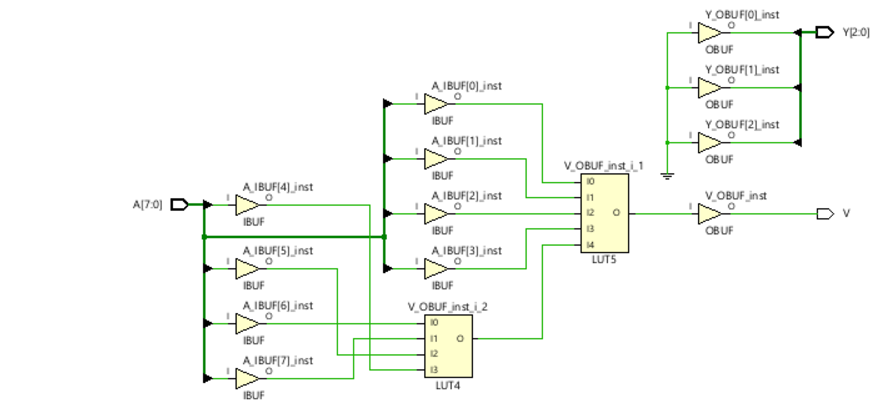 Y_OBUF[0]_inst
I
O
OBUF
Y[2:0]
Y_OBUF[1]_inst
I
O
OBUF
Y_OBUF[2]_inst
I
O
OBUF
A_IBUF[0]_inst
I
O
IBUF
A_IBUF[1]_inst
I
O
IBUF
A_IBUF[2]_inst
I
O
IBUF
A_IBUF[3]_inst
I
O
IBUF
V_OBUF_inst_i_1
I0
I1
I2
I3
I4
O
LUT5
V_OBUF_inst
I
O
OBUF
V
A[7:0]
A_IBUF[4]_inst
I
O
IBUF
A_IBUF[5]_inst
I
O
IBUF
A_IBUF[6]_inst
I
O
IBUF
A_IBUF[7]_inst
I
O
IBUF
V_OBUF_inst_i_2
I0
I1
I2
I3
O
LUT4